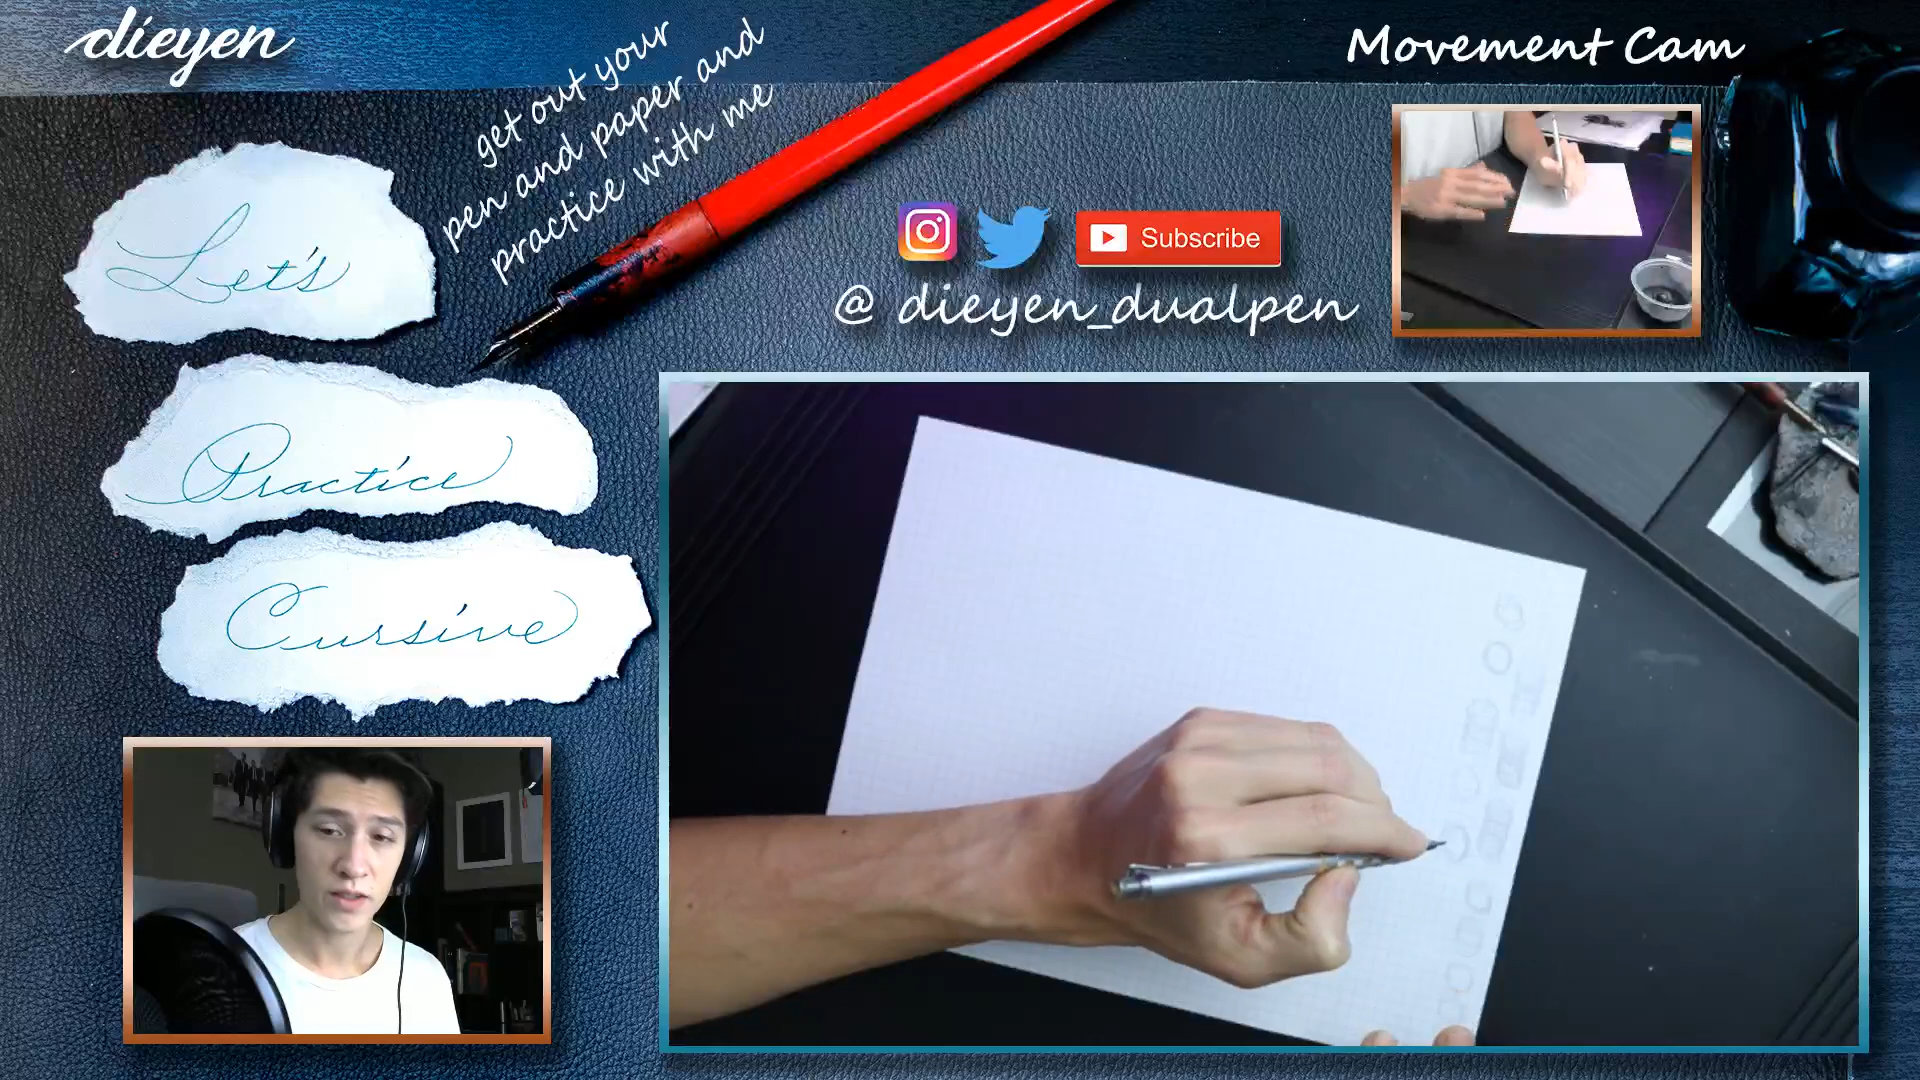 dieyen
get out your
pen and paper and
practice with me
Movement Cam
Let's
Practice
Cursive
Subscribe
@ dieyen_dualpen